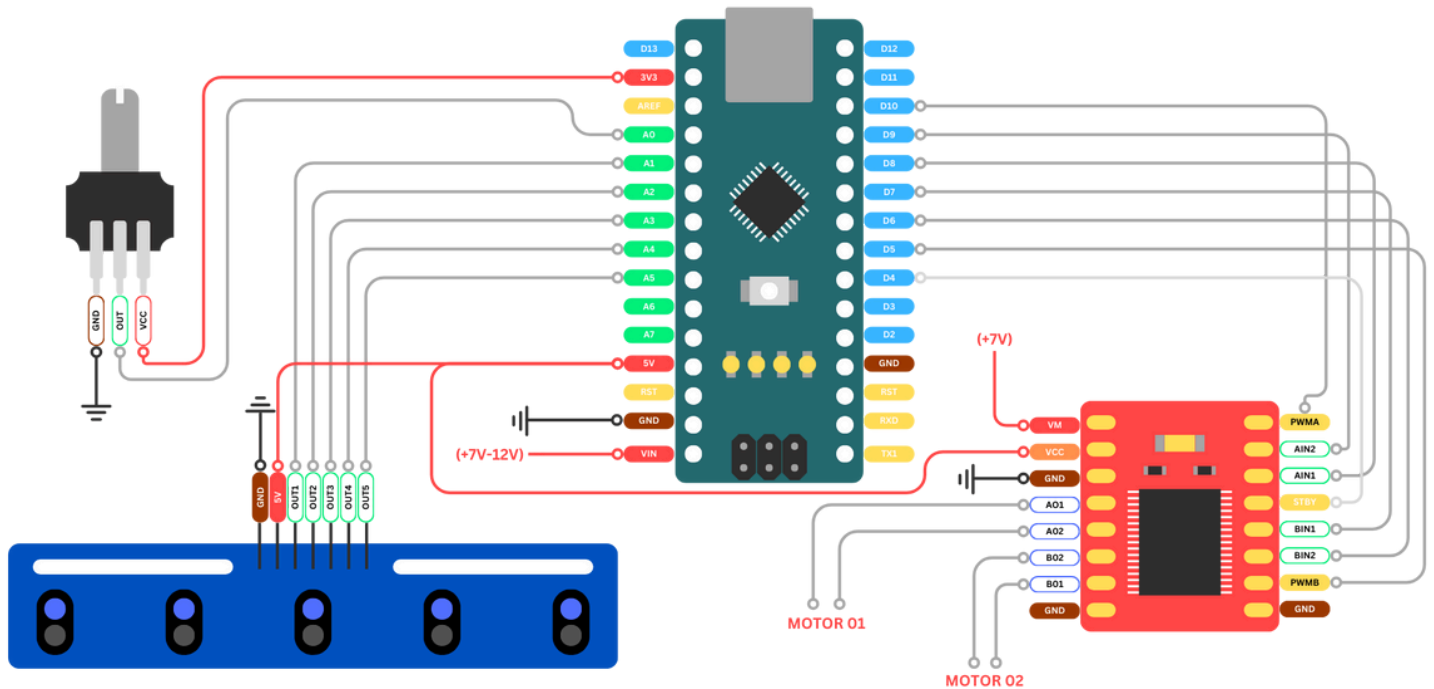 D13
3V3
AREF
A0
A1
A2
A3
A4
A5
A6
A7
5V
RST
GND
VIN
D12
D11
D10
D9
D8
D7
D6
D5
D4
D3
D2
GND
RST
RXD
TX1
GND
OUT
VCC
(+7V-12V)
GND
5V
OUT1
OUT2
OUT3
OUT4
OUT5
(+7V)
VM
VCC
GND
AO1
A02
B02
B01
GND
PWMA
AIN2
AIN1
STBY
BIN1
BIN2
PWMB
GND
MOTOR 01
MOTOR 02